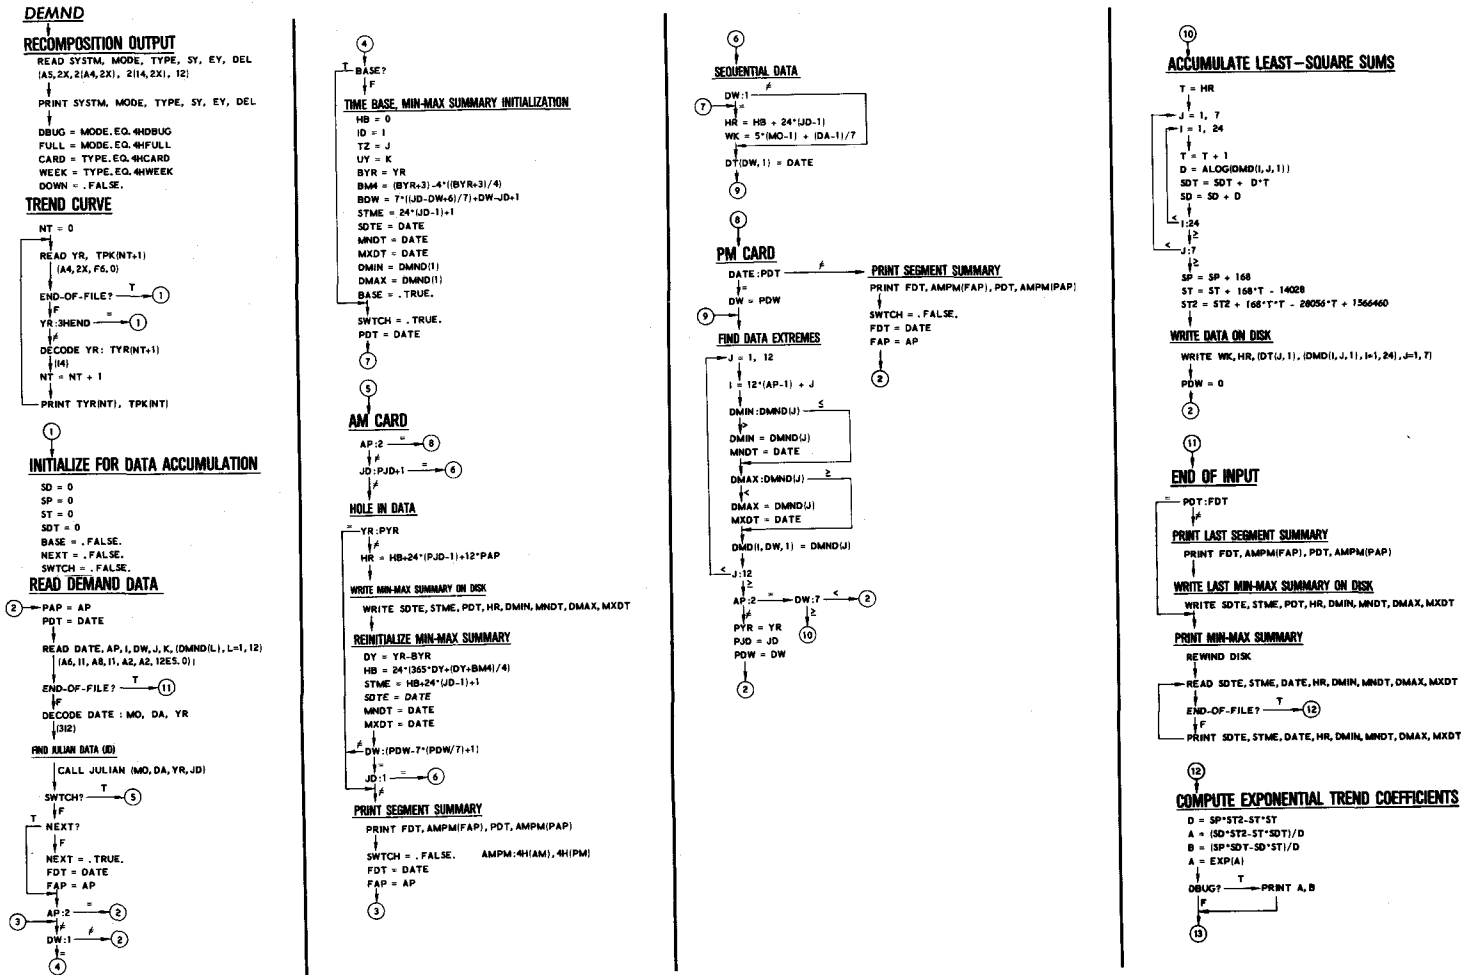 DEMND
RECOMPOSITION OUTPUT
READ SYSTM, MODE, TYPE, SY, EY, DEL
(A5,2X,2(A4,2X), 2(I4,2X), I2)
PRINT SYSTM, MODE, TYPE, SY, EY, DEL
DBUG = MODE.EQ.4HDBUG
FULL = MODE.EQ.4HFULL
CARD = TYPE.EQ.4HCARD
WEEK = TYPE.EQ.4HWEEK
DOWN = .FALSE.
TREND CURVE
NT = 0
READ YR, TPK(NT+1)
(A4,2X,F6.0)
END-OF-FILE? T 1
F
YR:3HEND = 1
≠
DECODE YR: TYR(NT+1)
(I4)
NT = NT + 1
PRINT TYR(NT), TPK(NT)
1
INITIALIZE FOR DATA ACCUMULATION
SD = 0
SP = 0
ST = 0
SDT = 0
BASE = .FALSE.
NEXT = .FALSE.
SWTCH = .FALSE.
READ DEMAND DATA
2 PAP = AP
PDT = DATE
READ DATE, AP, I, DW, J, K, (DMND(L), L=1, 12)
(A6, I1, A8, I1, A2, A2, 12E5.0)
END-OF-FILE? T 11
F
DECODE DATE : MO, DA, YR
(3I2)
FIND JULIAN DATA (JD)
CALL JULIAN (MO, DA, YR, JD)
SWTCH? T 5
F
T NEXT?
F
NEXT = .TRUE.
FDT = DATE
FAP = AP
AP:2 = 2
3 ≠
DW:1 ≠ 2
=
4
4
T BASE?
F
TIME BASE, MIN-MAX SUMMARY INITIALIZATION
HB = 0
ID = I
TZ = J
UY = K
BYR = YR
BM4 = (BYR+3)-4*((BYR+3)/4)
BDW = 7*((JD-DW+6)/7)+DW-JD+1
STME = 24*(JD-1)+1
SDTE = DATE
MNDT = DATE
MXDT = DATE
DMIN = DMND(1)
DMAX = DMND(1)
BASE = .TRUE.
SWTCH = .TRUE.
PDT = DATE
7
5
AM CARD
AP:2 = 8
≠
JD:PJD+1 = 6
≠
HOLE IN DATA
= YR:PYR
≠
HR = HB+24*(PJD-1)+12*PAP
WRITE MIN-MAX SUMMARY ON DISK
WRITE SDTE, STME, PDT, HR, DMIN, MNDT, DMAX, MXDT
REINITIALIZE MIN-MAX SUMMARY
DY = YR-BYR
HB = 24*(365*DY+(DY+BM4)/4)
STME = HB+24*(JD-1)+1
SDTE = DATE
MNDT = DATE
MXDT = DATE
≠ DW:(PDW-7*(PDW/7)+1)
=
JD:1 = 6
≠
PRINT SEGMENT SUMMARY
PRINT FDT, AMPM(FAP), PDT, AMPM(PAP)
SWTCH = .FALSE. AMPM:4H(AM), 4H(PM)
FDT = DATE
FAP = AP
3
6
SEQUENTIAL DATA
DW:1 ≠
7 =
HR = HB + 24*(JD-1)
WK = 5*(MO-1) + (DA-1)/7
DT(DW, 1) = DATE
9
8
PM CARD
DATE:PDT ≠ PRINT SEGMENT SUMMARY
=
DW = PDW
PRINT FDT, AMPM(FAP), PDT, AMPM(PAP)
SWTCH = .FALSE.
FDT = DATE
FAP = AP
2
9
FIND DATA EXTREMES
J = 1, 12
I = 12*(AP-1) + J
DMIN:DMND(J) ≤
>
DMIN = DMND(J)
MNDT = DATE
DMAX:DMND(J) ≥
<
DMAX = DMND(J)
MXDT = DATE
DMD(I, DW, 1) = DMND(J)
< J:12
≥
AP:2 = DW:7 < 2
≠ ≥
10
PYR = YR
PJD = JD
PDW = DW
2
10
ACCUMULATE LEAST-SQUARE SUMS
T = HR
J = 1, 7
I = 1, 24
T = T + 1
D = ALOG(DMD(I, J, 1))
SDT = SDT + D*T
SD = SD + D
< I:24
≥
< J:7
≥
SP = SP + 168
ST = ST + 168*T - 14028
ST2 = ST2 + 168*T*T - 28056*T + 1566460
WRITE DATA ON DISK
WRITE WK, HR, (DT(J, 1), (DMD(I, J, 1), I=1, 24), J=1, 7)
PDW = 0
2
11
END OF INPUT
= PDT:FDT
≠
PRINT LAST SEGMENT SUMMARY
PRINT FDT, AMPM(FAP), PDT, AMPM(PAP)
WRITE LAST MIN-MAX SUMMARY ON DISK
WRITE SDTE, STME, PDT, HR, DMIN, MNDT, DMAX, MXDT
PRINT MIN-MAX SUMMARY
REWIND DISK
READ SDTE, STME, DATE, HR, DMIN, MNDT, DMAX, MXDT
END-OF-FILE? T 12
F
PRINT SDTE, STME, DATE, HR, DMIN, MNDT, DMAX, MXDT
12
COMPUTE EXPONENTIAL TREND COEFFICIENTS
D = SP*ST2-ST*ST
A = (SD*ST2-ST*SDT)/D
B = (SP*SDT-SD*ST)/D
A = EXP(A)
DBUG? T PRINT A, B
F
13